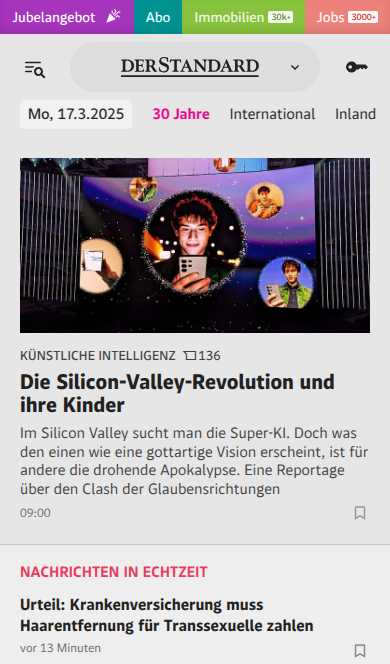 Jubelangebot Abo Immobilien 30k+ Jobs 3000+
DERSTANDARD
Mo, 17.3.2025 30 Jahre International Inland
KÜNSTLICHE INTELLIGENZ 136
Die Silicon-Valley-Revolution und
ihre Kinder
Im Silicon Valley sucht man die Super-KI. Doch was
den einen wie eine gottartige Vision erscheint, ist für
andere die drohende Apokalypse. Eine Reportage
über den Clash der Glaubensrichtungen
09:00
NACHRICHTEN IN ECHTZEIT
Urteil: Krankenversicherung muss
Haarentfernung für Transsexuelle zahlen
vor 13 Minuten